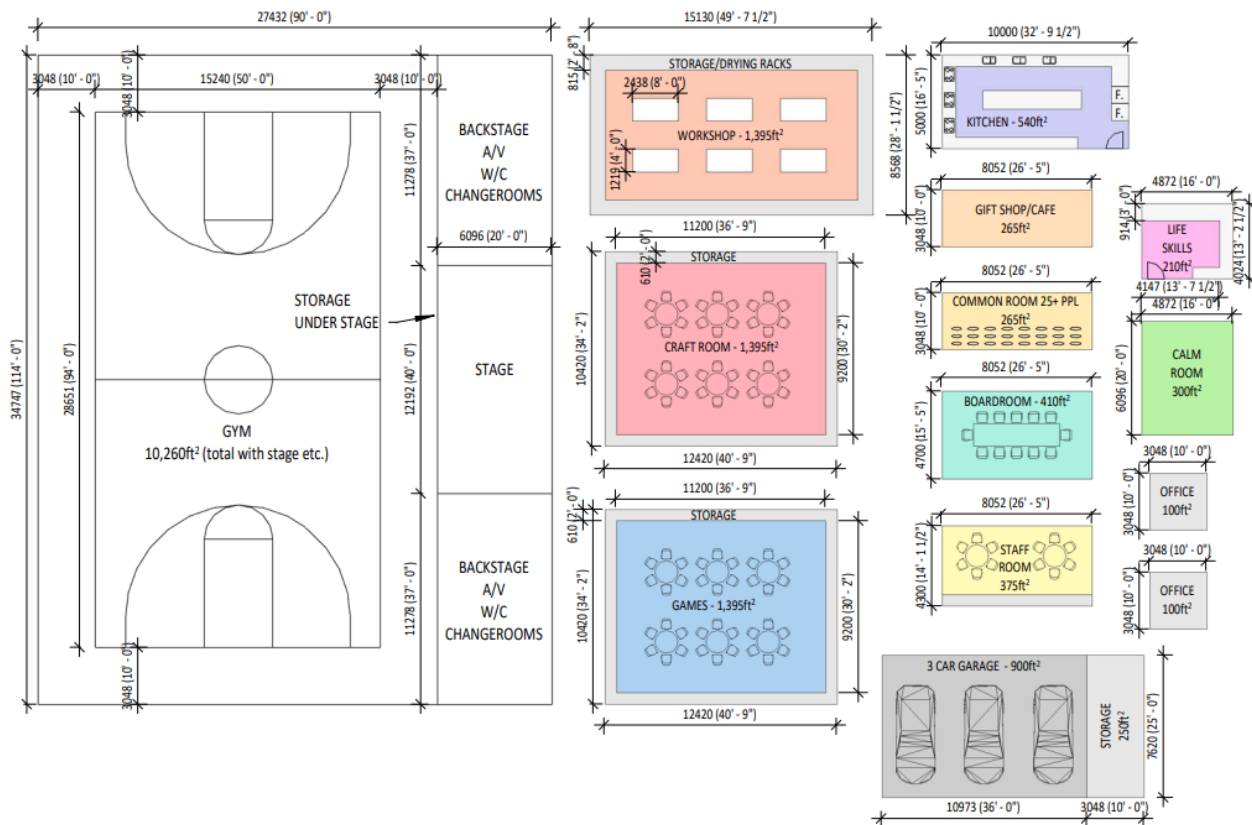 27432 (90' - 0")
3048 (10' - 0")
3048 (10' - 0")
15240 (50' - 0")
3048 (10' - 0")
34747 (114' - 0")
28651 (94' - 0")
11278 (37' - 0")
BACKSTAGE
A/V
W/C
CHANGEROOMS
6096 (20' - 0")
STORAGE
UNDER STAGE
12192 (40' - 0")
STAGE
GYM
10,260ft² (total with stage etc.)
11278 (37' - 0")
BACKSTAGE
A/V
W/C
CHANGEROOMS
3048 (10' - 0")
15130 (49' - 7 1/2")
815 (2' - 8")
STORAGE/DRYING RACKS
2438 (8' - 0")
WORKSHOP - 1,395ft²
1219 (4' - 0")
8568 (28' - 1 1/2")
11200 (36' - 9")
STORAGE
610 (2' - 0")
10420 (34' - 2")
CRAFT ROOM - 1,395ft²
9200 (30' - 2")
12420 (40' - 9")
11200 (36' - 9")
STORAGE
610 (2' - 0")
10420 (34' - 2")
GAMES - 1,395ft²
9200 (30' - 2")
12420 (40' - 9")
10000 (32' - 9 1/2")
5000 (16' - 5")
F.
F.
KITCHEN - 540ft²
8052 (26' - 5")
3048 (10' - 0")
GIFT SHOP/CAFE
265ft²
8052 (26' - 5")
3048 (10' - 0")
COMMON ROOM 25+ PPL
265ft²
8052 (26' - 5")
4700 (15' - 5")
BOARDROOM - 410ft²
8052 (26' - 5")
4300 (14' - 1 1/2")
STAFF
ROOM
375ft²
4872 (16' - 0")
914 (3' - 0")
LIFE
SKILLS
210ft²
4024 (13' - 2 1/2")
4147 (13' - 7 1/2")
4872 (16' - 0")
6096 (20' - 0")
CALM
ROOM
300ft²
3048 (10' - 0")
3048 (10' - 0")
OFFICE
100ft²
3048 (10' - 0")
3048 (10' - 0")
OFFICE
100ft²
3 CAR GARAGE - 900ft²
STORAGE
250ft²
7620 (25' - 0")
10973 (36' - 0")
3048 (10' - 0")